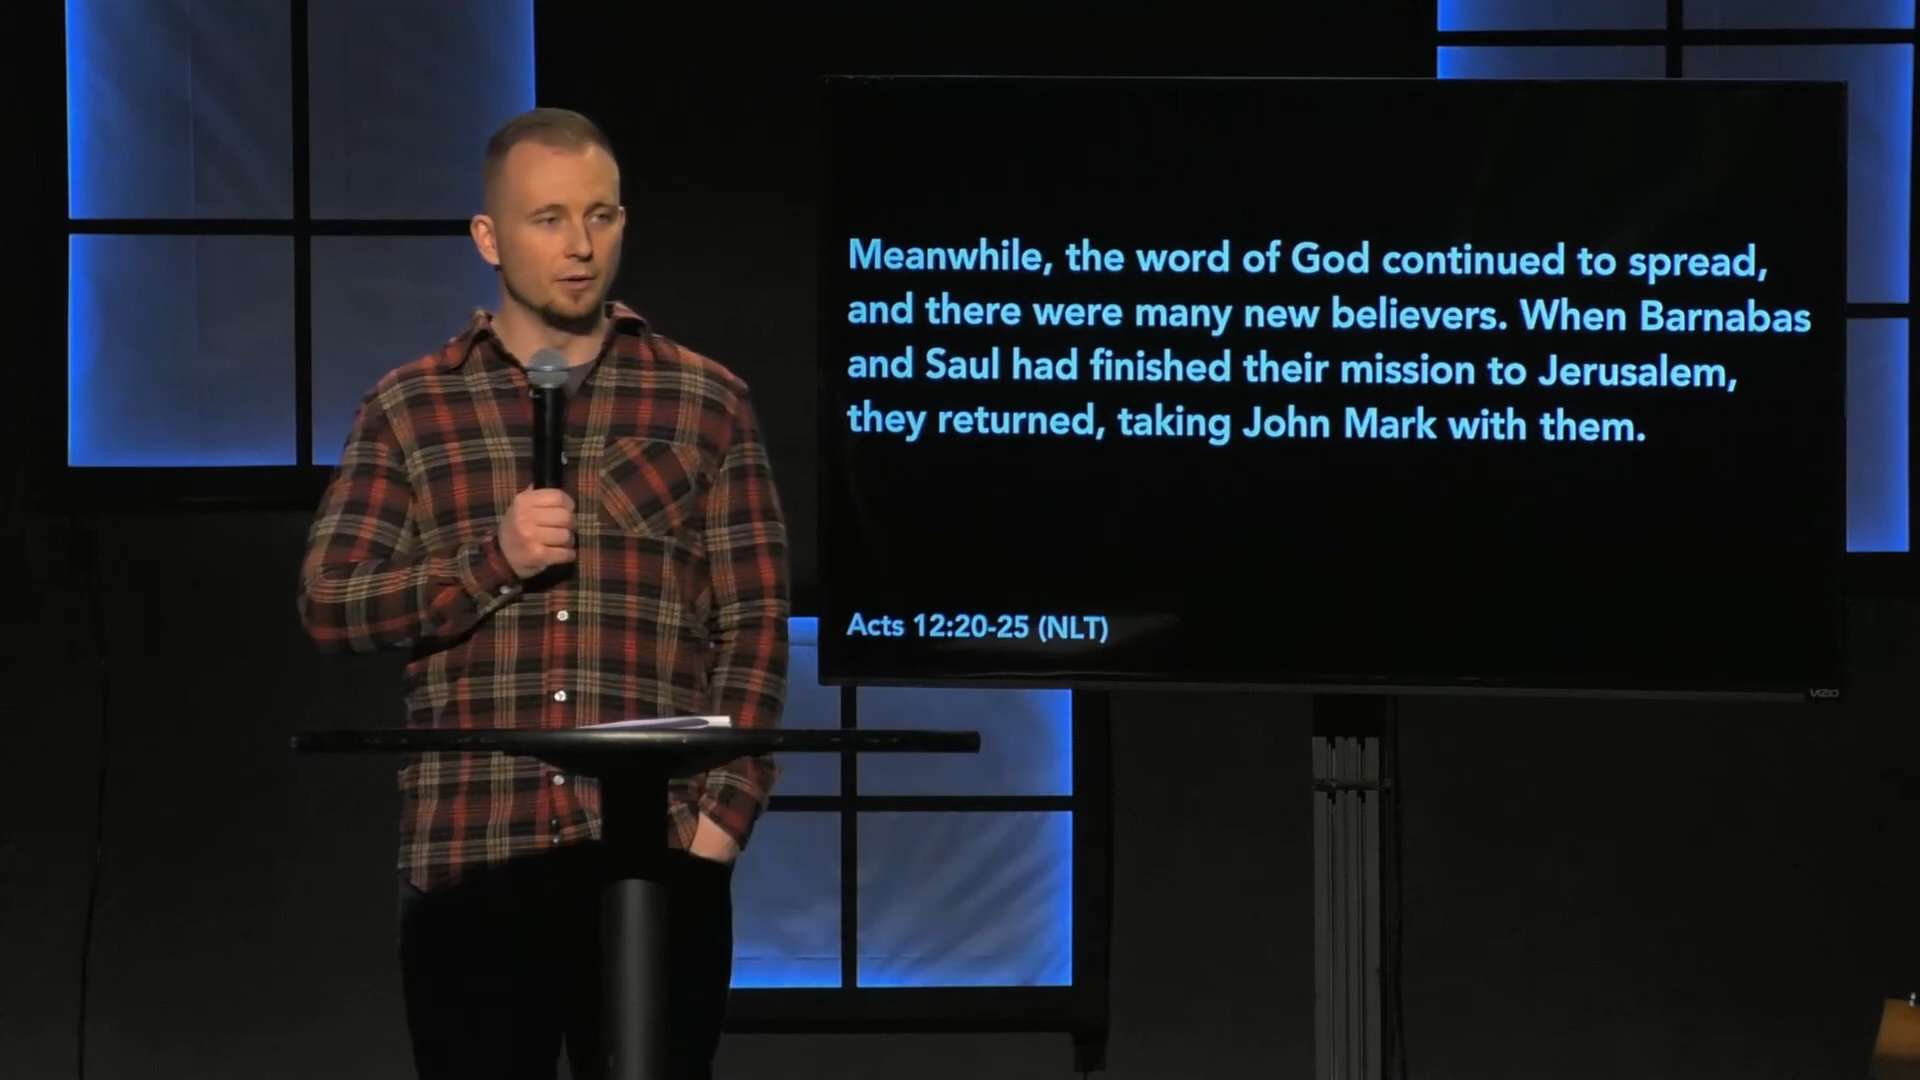 Meanwhile, the word of God continued to spread,
and there were many new believers. When Barnabas
and Saul had finished their mission to Jerusalem,
they returned, taking John Mark with them.
Acts 12:20-25 (NLT)
VIZIO